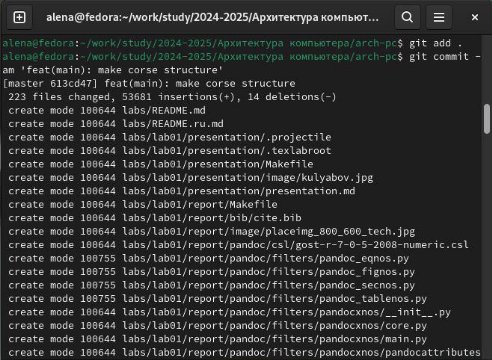 alena@fedora:~/work/study/2024-2025/Архитектура компьют...
alena@fedora:~/work/study/2024-2025/Архитектура компьютера/arch-pc$ git add .
alena@fedora:~/work/study/2024-2025/Архитектура компьютера/arch-pc$ git commit -
am 'feat(main): make corse structure'
[master 613cd47] feat(main): make corse structure
223 files changed, 53681 insertions(+), 14 deletions(-)
create mode 100644 labs/README.md
create mode 100644 labs/README.ru.md
create mode 100644 labs/lab01/presentation/.projectile
create mode 100644 labs/lab01/presentation/.texlabroot
create mode 100644 labs/lab01/presentation/Makefile
create mode 100644 labs/lab01/presentation/image/kulyabov.jpg
create mode 100644 labs/lab01/presentation/presentation.md
create mode 100644 labs/lab01/report/Makefile
create mode 100644 labs/lab01/report/bib/cite.bib
create mode 100644 labs/lab01/report/image/placeimg_800_600_tech.jpg
create mode 100644 labs/lab01/report/pandoc/csl/gost-r-7-0-5-2008-numeric.csl
create mode 100755 labs/lab01/report/pandoc/filters/pandoc_eqnos.py
create mode 100755 labs/lab01/report/pandoc/filters/pandoc_fignos.py
create mode 100755 labs/lab01/report/pandoc/filters/pandoc_secnos.py
create mode 100755 labs/lab01/report/pandoc/filters/pandoc_tablenos.py
create mode 100644 labs/lab01/report/pandoc/filters/pandocxnos/__init__.py
create mode 100644 labs/lab01/report/pandoc/filters/pandocxnos/core.py
create mode 100644 labs/lab01/report/pandoc/filters/pandocxnos/main.py
create mode 100644 labs/lab01/report/pandoc/filters/pandocxnos/pandocattributes